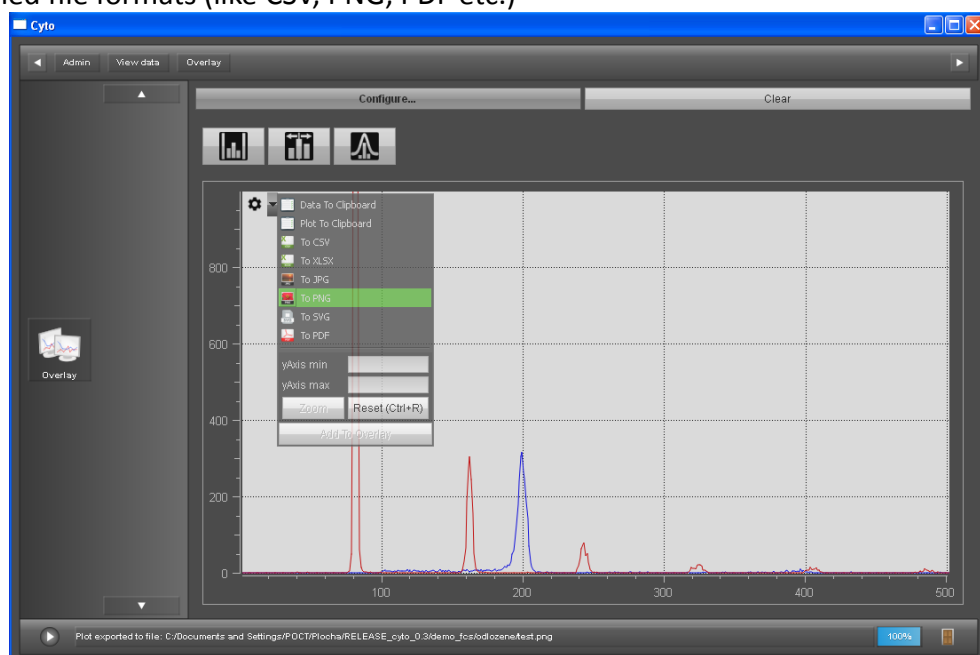 ied file formats (like CSV, PNG, PDF etc.)
Cyto
Admin View data Overlay
Configure... Clear
Data To Clipboard
Plot To Clipboard
To CSV
To XLSX
800
To JPG
To PNG
To SVG
To PDF
600
yAxis min
yAxis max
Overlay
Zoom Reset (Ctrl+R)
400
Add To Overlay
200
0
100 200 300 400 500
Plot exported to file: C:/Documents and Settings/POCT/Plocha/RELEASE_cyto_0.3/demo_fcs/odlozene/test.png 100%